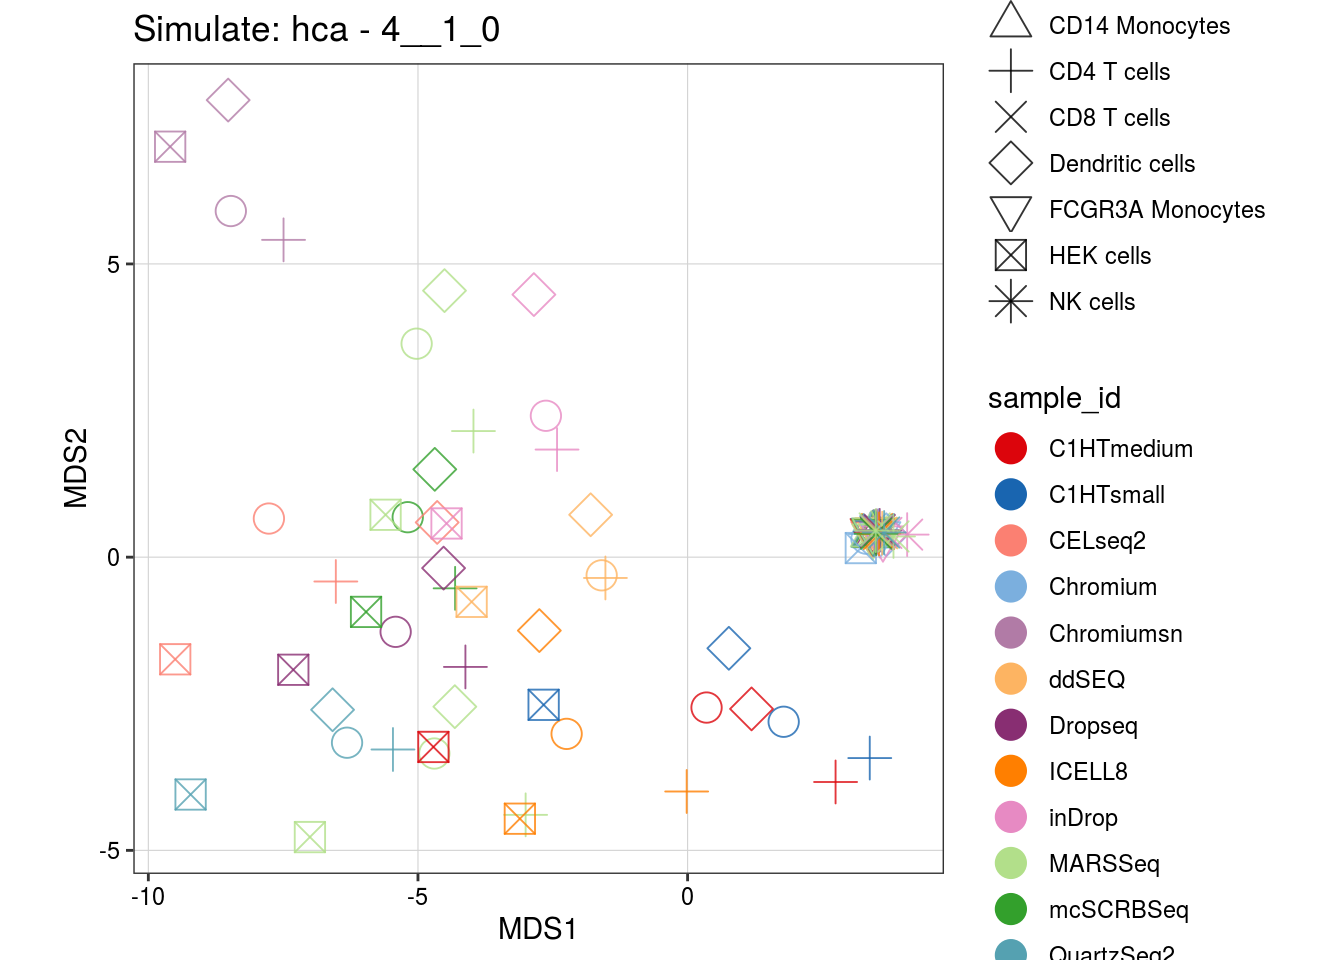 Simulate: hca - 4__1_0
CD14 Monocytes
CD4 T cells
CD8 T cells
Dendritic cells
FCGR3A Monocytes
HEK cells
NK cells
sample_id
C1HTmedium
C1HTsmall
CELseq2
Chromium
Chromiumsn
ddSEQ
Dropseq
ICELL8
inDrop
MARSSeq
mcSCRBSeq
QuartzSeq2
MDS2
5
0
-5
-10
-5
0
MDS1